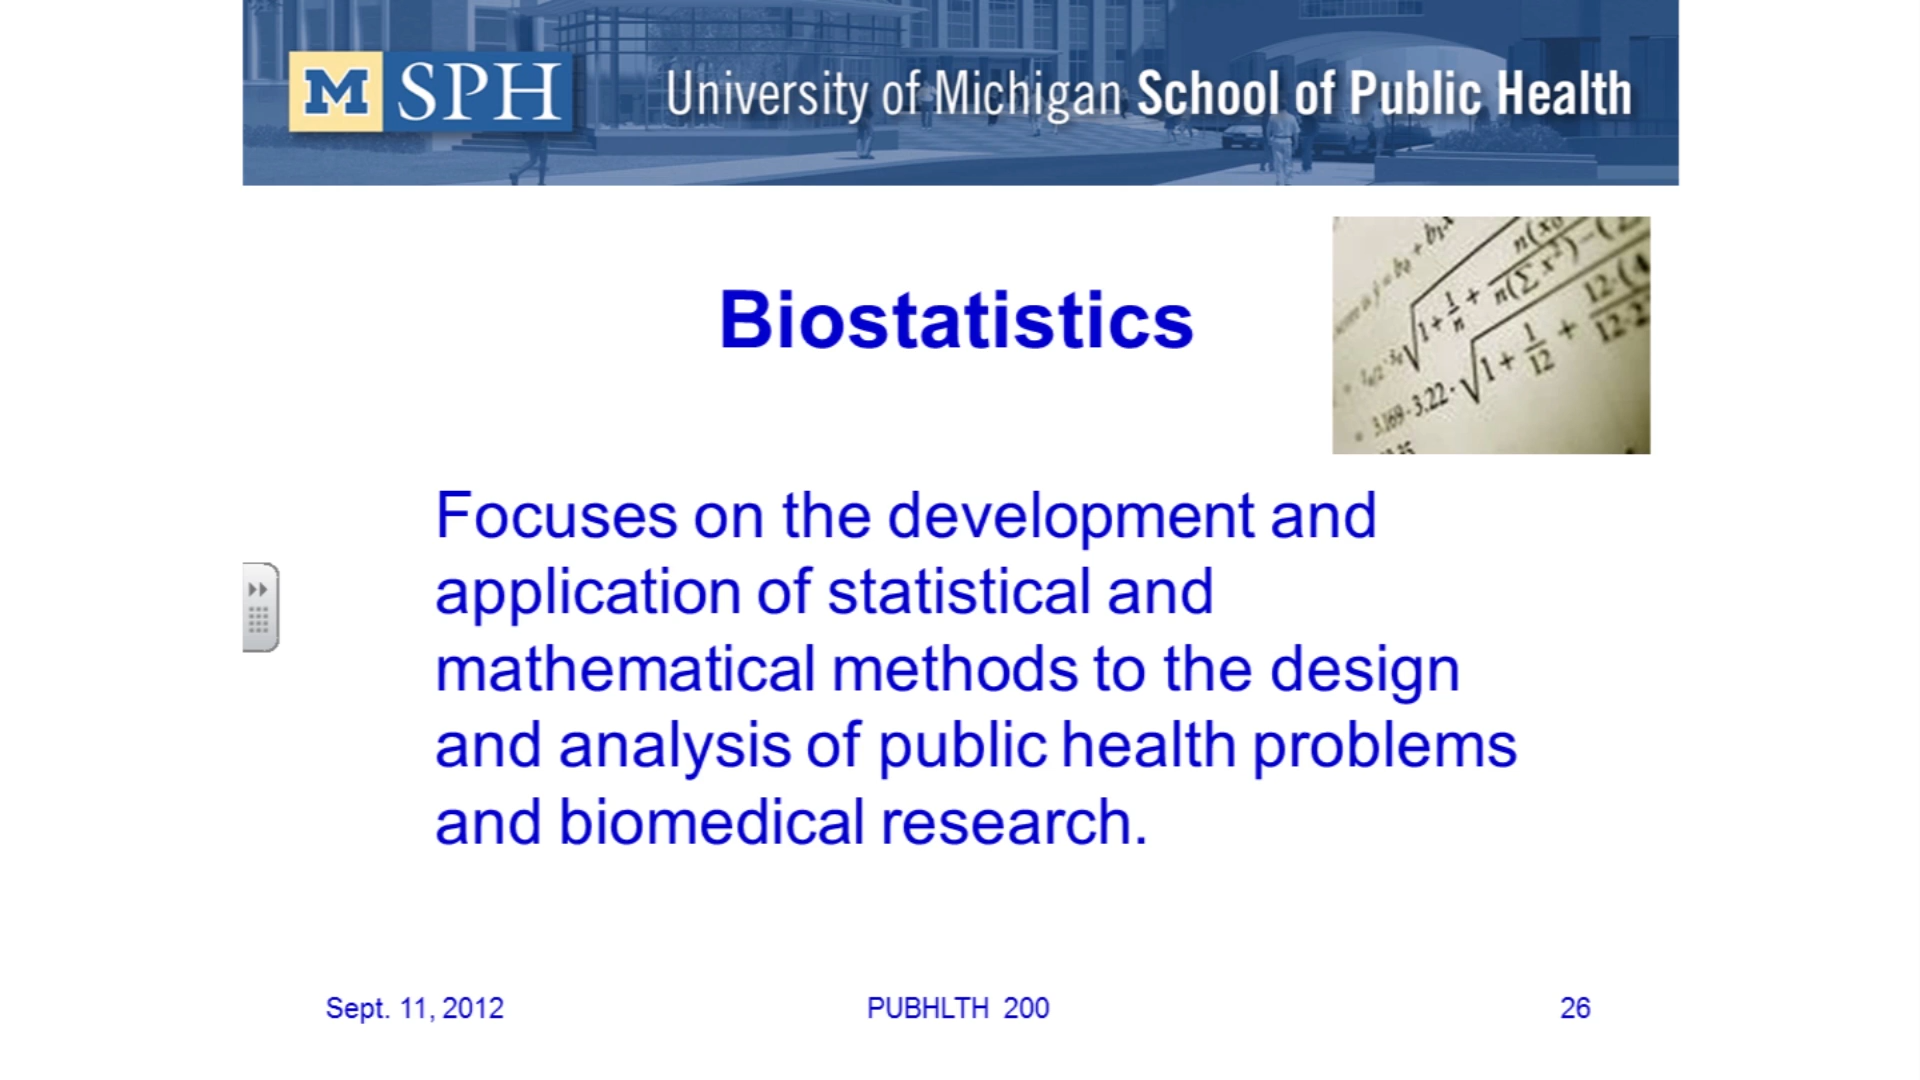 M SPH University of Michigan School of Public Health
Biostatistics
Focuses on the development and
application of statistical and
mathematical methods to the design
and analysis of public health problems
and biomedical research.
Sept. 11, 2012 PUBHLTH 200 26